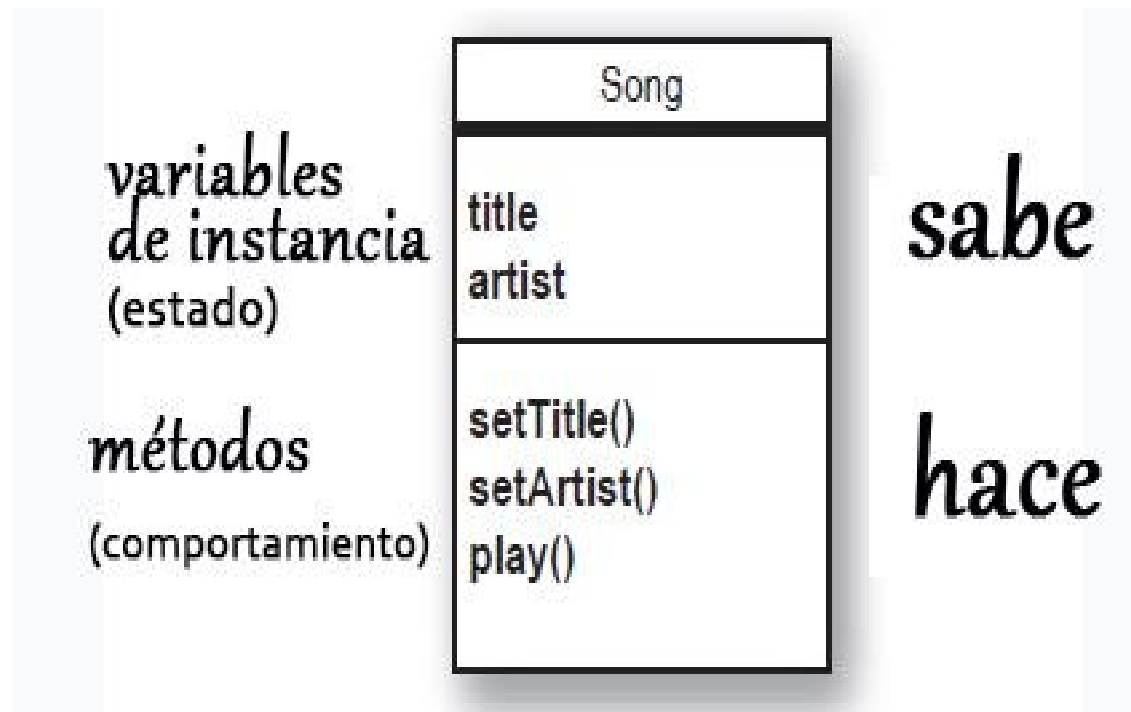 Song
variables
de instancia
(estado)
title
artist
sabe
métodos
(comportamiento)
setTitle()
setArtist()
play()
hace